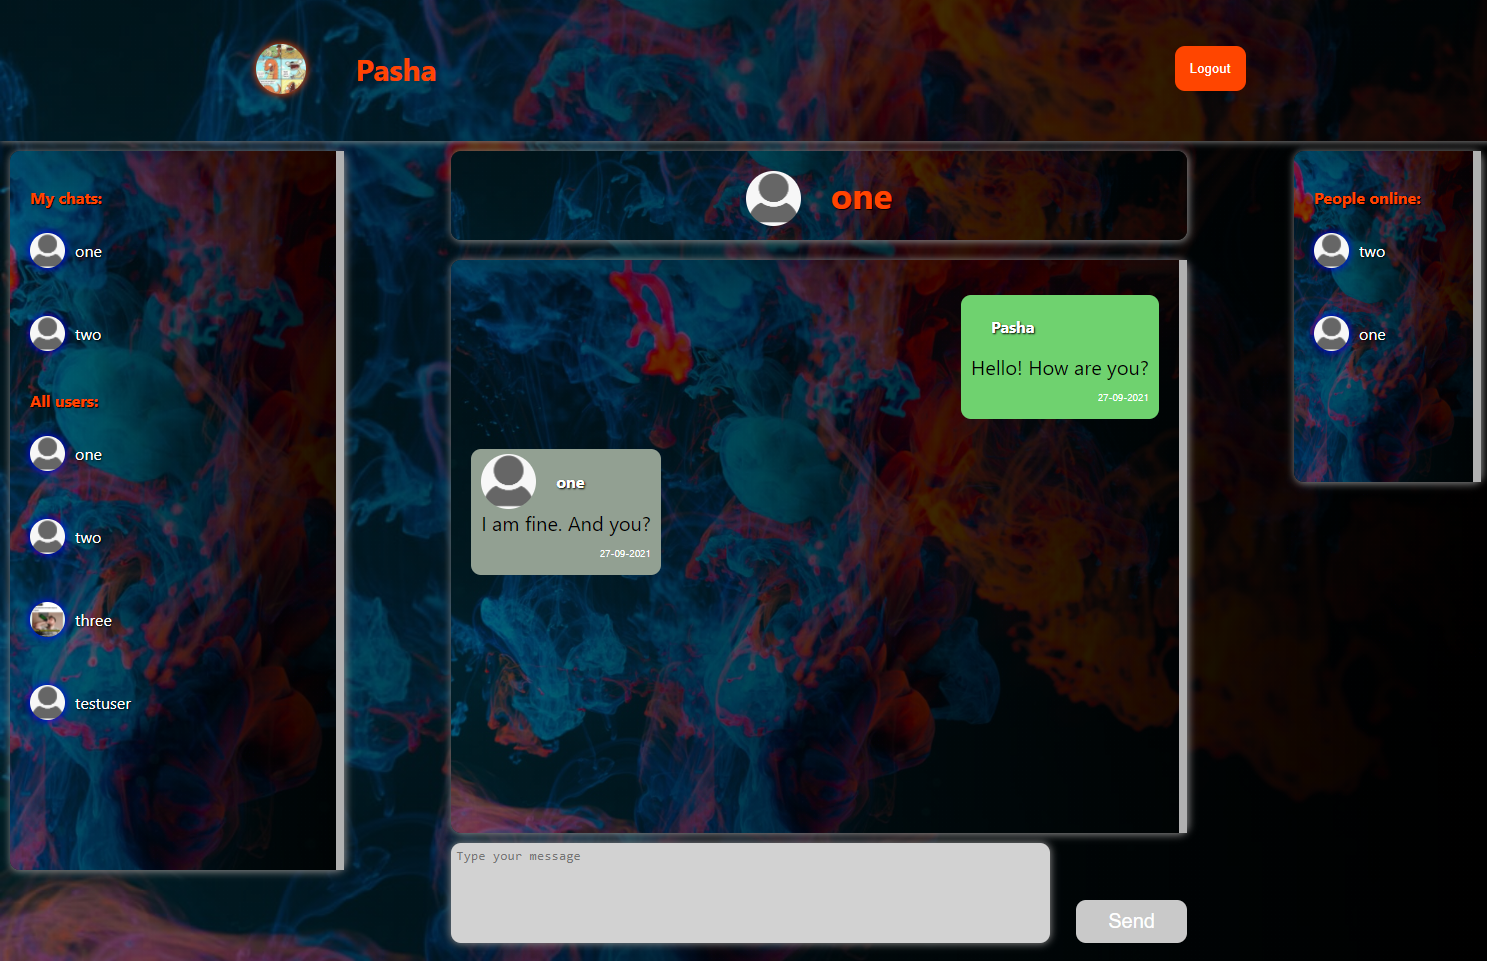 Pasha
Logout
My chats:
one
two
All users:
one
two
three
testuser
one
Pasha
Hello! How are you?
27-09-2021
one
I am fine. And you?
27-09-2021
Type your message
Send
People online:
two
one